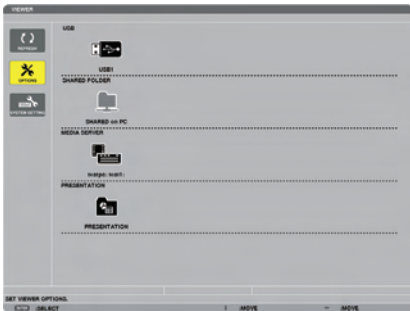 VIEWER
USB
REFRESH
USB1
OPTIONS
SHARED FOLDER
SYSTEM SETTING
SHARED on PC
MEDIA SERVER
PRESENTATION
PRESENTATION
SET VIEWER OPTIONS.
ENTER :SELECT :MOVE :MOVE